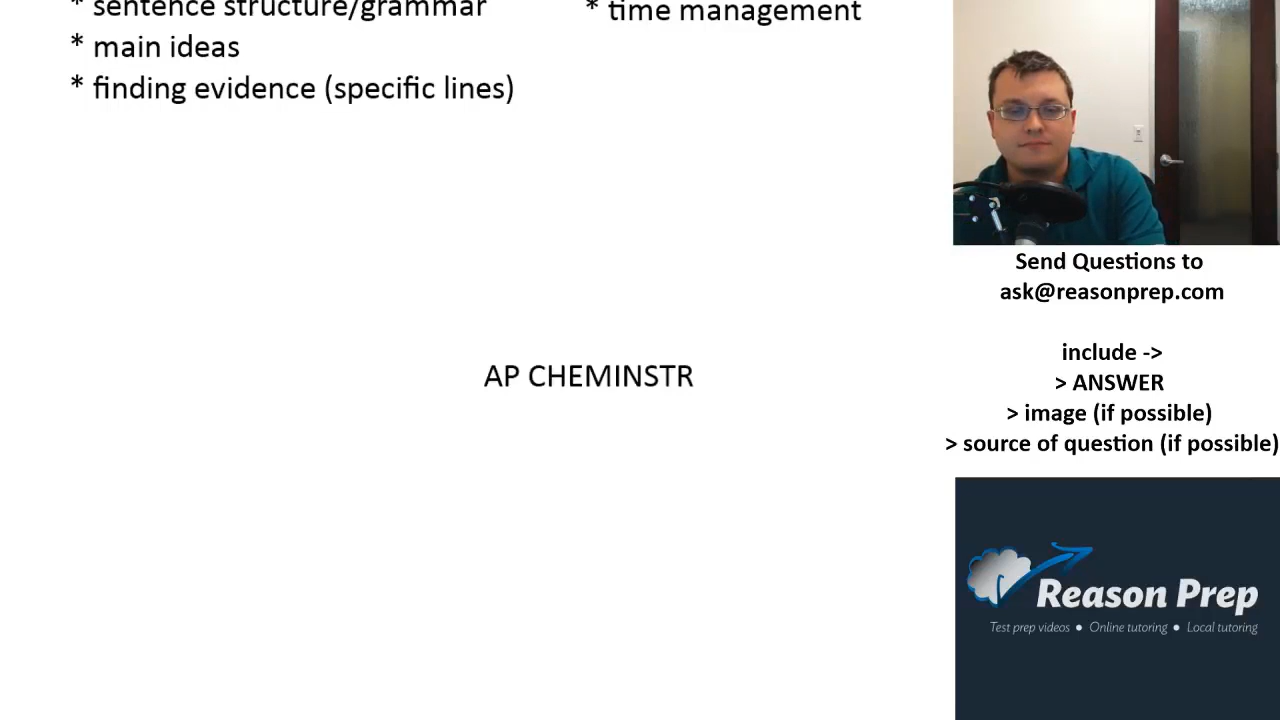 * sentence structure/grammar
* time management
* main ideas
* finding evidence (specific lines)
AP CHEMINSTR
Send Questions to
ask@reasonprep.com
include ->
> ANSWER
> image (if possible)
> source of question (if possible)
Reason Prep
Test prep videos ● Online tutoring ● Local tutoring